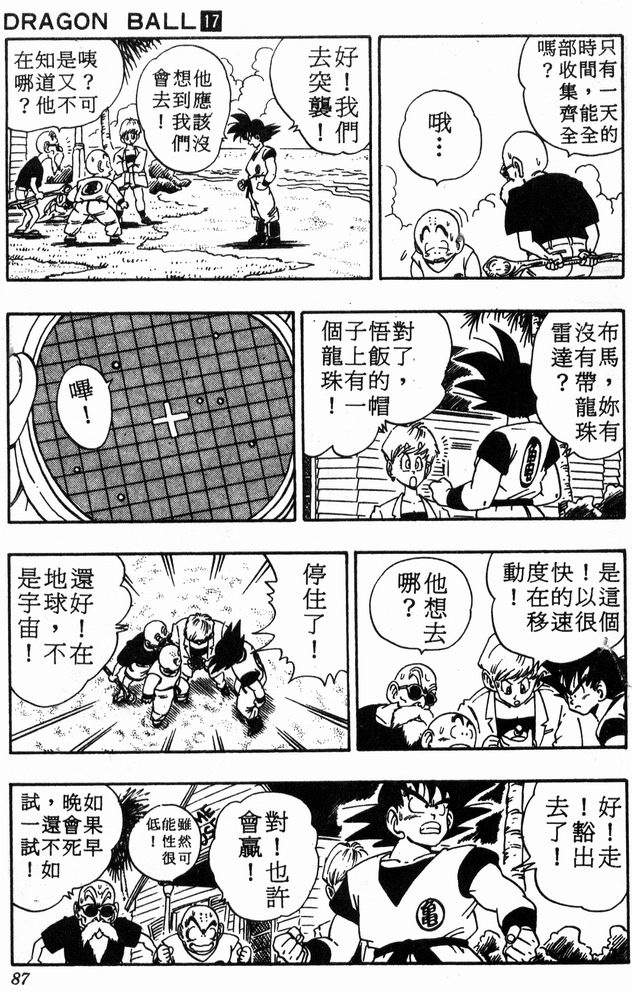 DRAGON BALL 17
只有一天的
時間，能全
部收集齊全
嗎？
哦…
好！我們
去突襲！
他應該沒
想到我們
會去！
咦？可
是又不
知道他
在哪？
布馬，妳有
沒有帶龍珠
雷達？
對了，
悟飯的帽
子上有一
個龍珠！
嗶！
是這個
！以很
快的速
度在移
動！
他想去
哪？
停住了！
還好！在
地球，不
是宇宙！
好！走
！豁出
去了！
對！也許
會贏！
雖然可
能性很
低！
如果早
晚會死
，還不如
試一試！
87